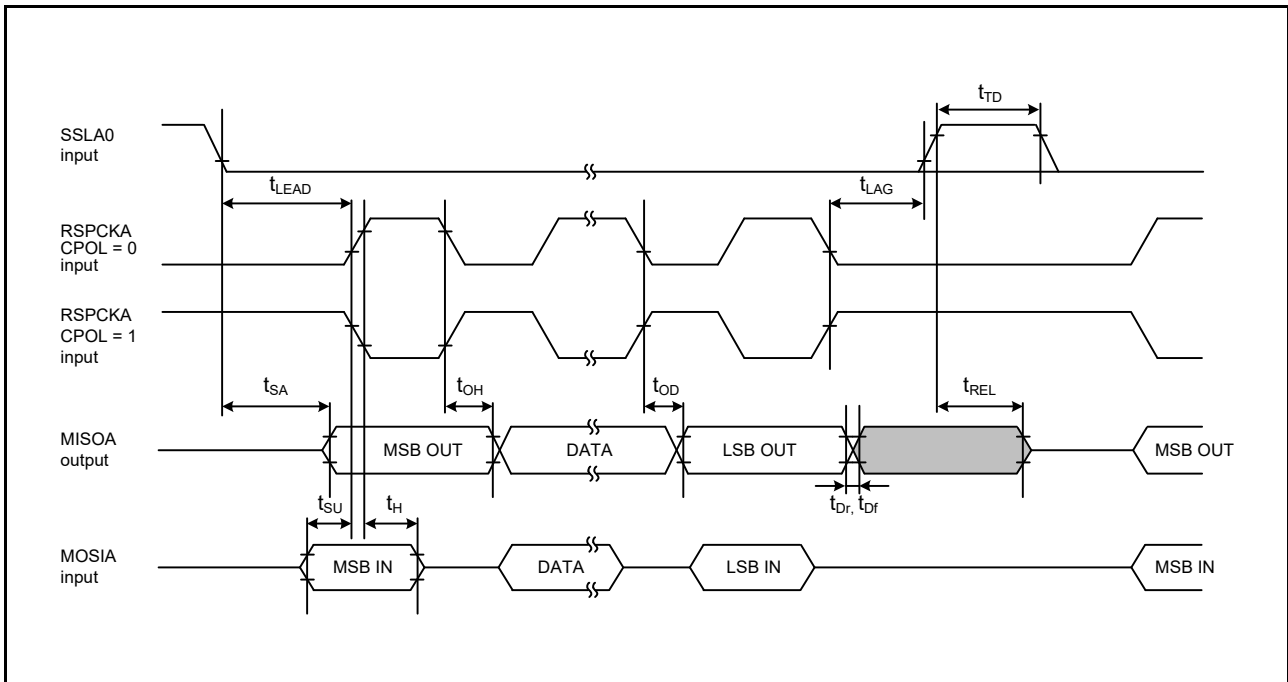 tTD
SSLA0
input
tLEAD
tLAG
RSPCKA
CPOL = 0
input
RSPCKA
CPOL = 1
input
tSA
tOH
tOD
tREL
MISOA
output
MSB OUT
DATA
LSB OUT
MSB OUT
tSU
tH
tDr, tDf
MOSIA
input
MSB IN
DATA
LSB IN
MSB IN